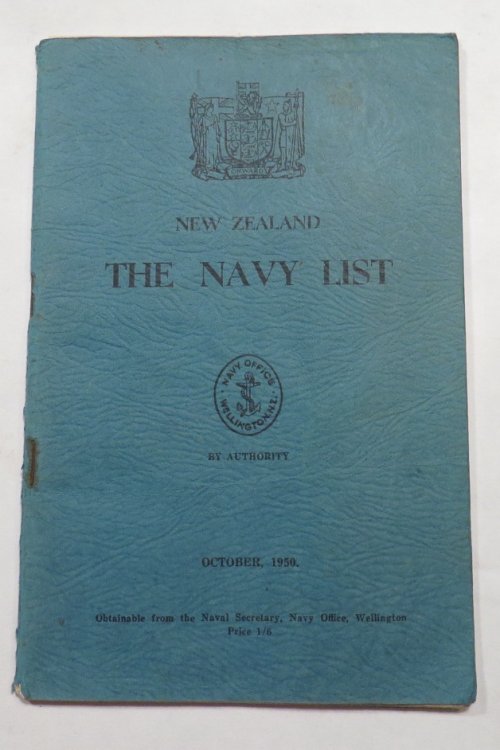 ONWARD
NEW ZEALAND
THE NAVY LIST
NAVY OFFICE
WELLINGTON, N.Z.
BY AUTHORITY
OCTOBER, 1950.
Obtainable from the Naval Secretary, Navy Office, Wellington
Price 1/6